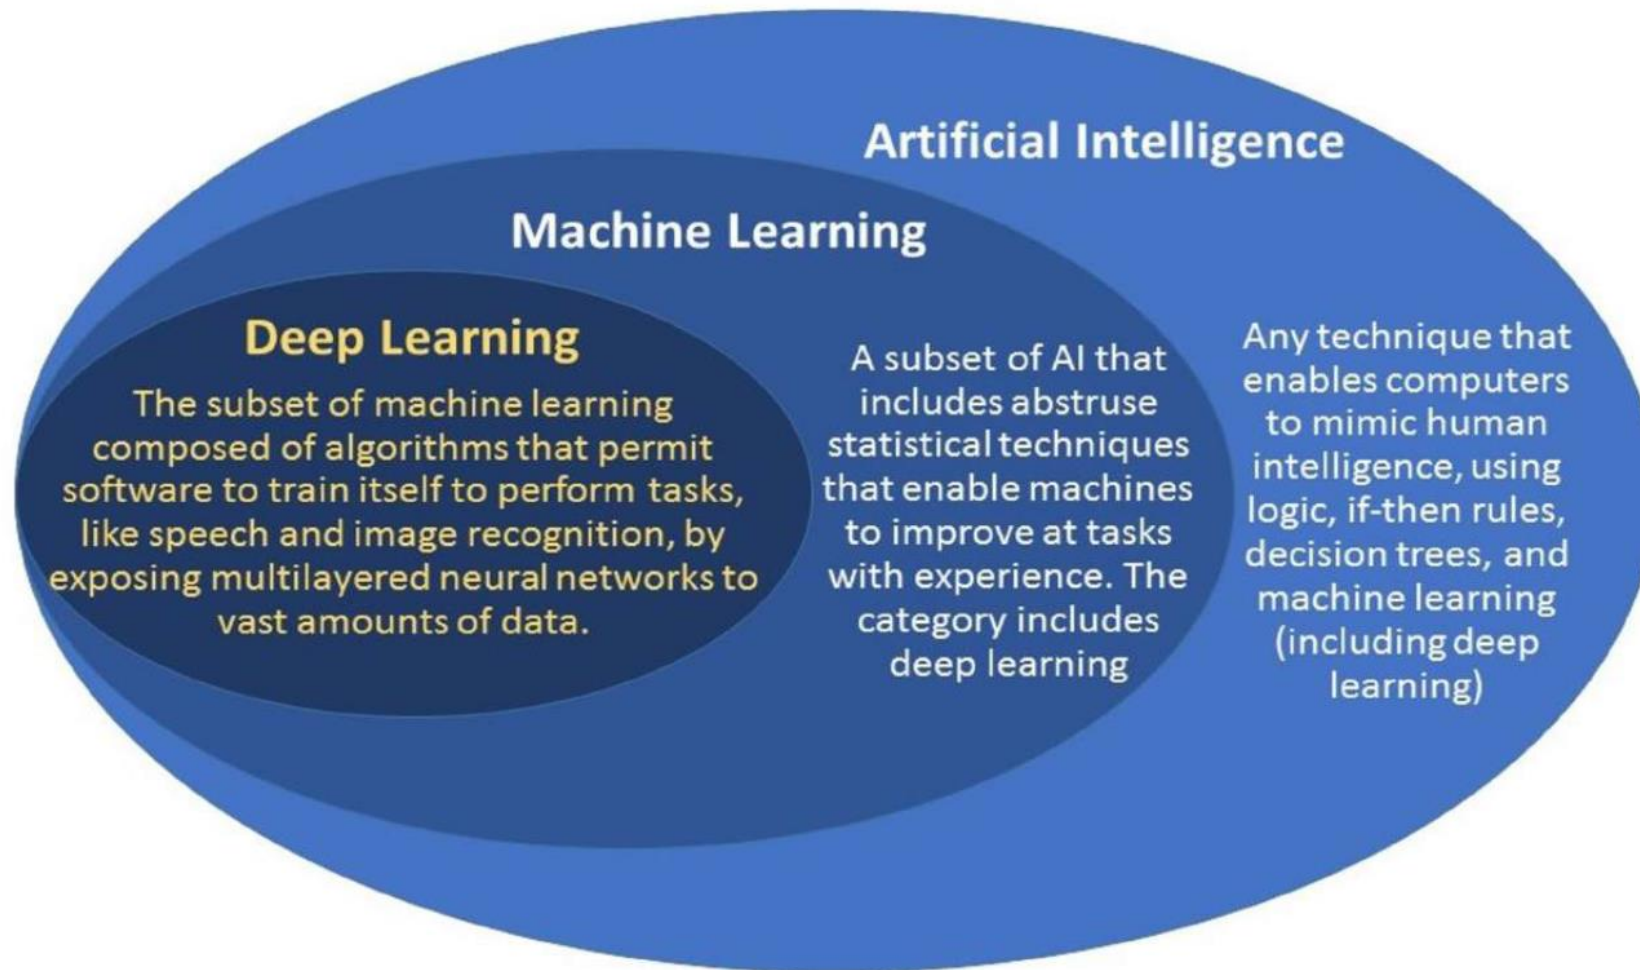 Artificial Intelligence
Machine Learning
Deep Learning
The subset of machine learning
composed of algorithms that permit
software to train itself to perform tasks,
like speech and image recognition, by
exposing multilayered neural networks to
vast amounts of data.
A subset of AI that
includes abstruse
statistical techniques
that enable machines
to improve at tasks
with experience. The
category includes
deep learning
Any technique that
enables computers
to mimic human
intelligence, using
logic, if-then rules,
decision trees, and
machine learning
(including deep
learning)